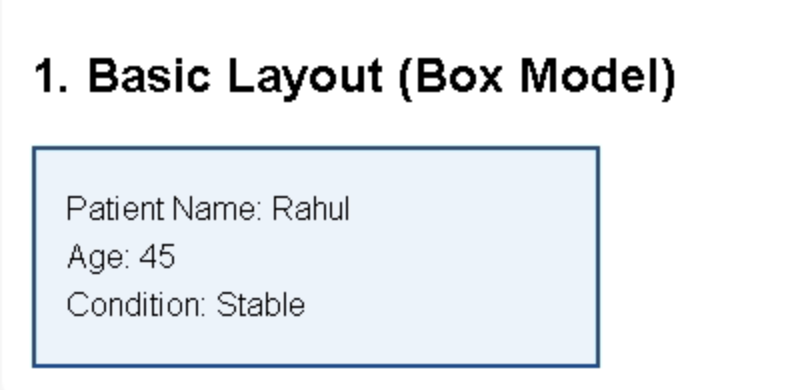 1. Basic Layout (Box Model)
Patient Name: Rahul
Age: 45
Condition: Stable